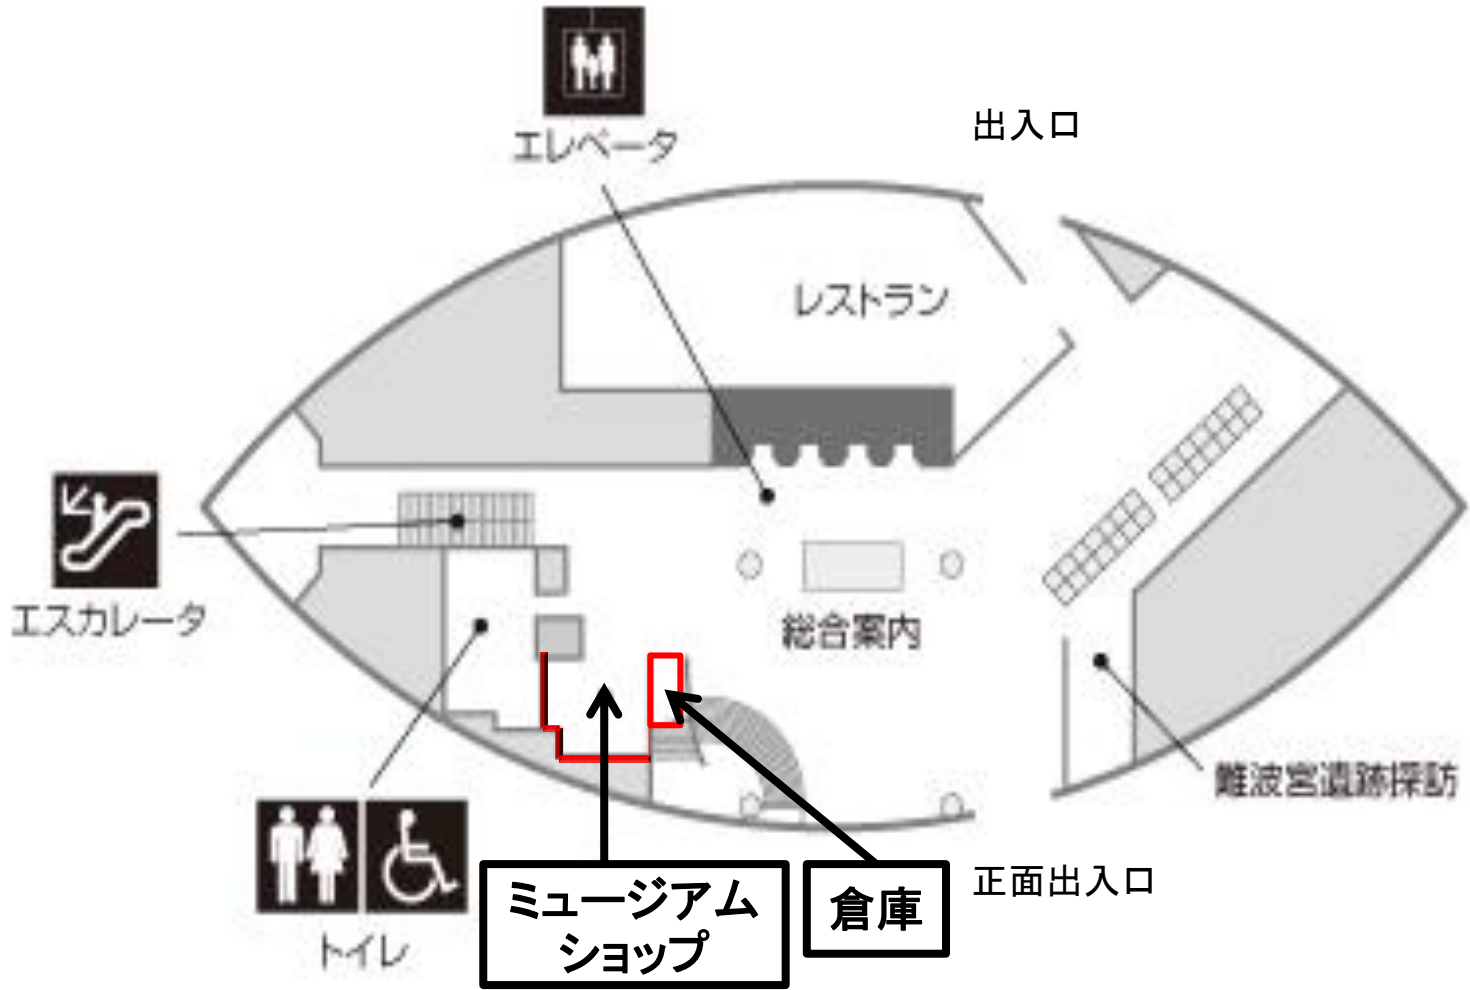 エレベータ
出入口
レストラン
エスカレータ
総合案内
難波宮遺跡探訪
正面出入口
ミュージアム
ショップ
倉庫
トイレ